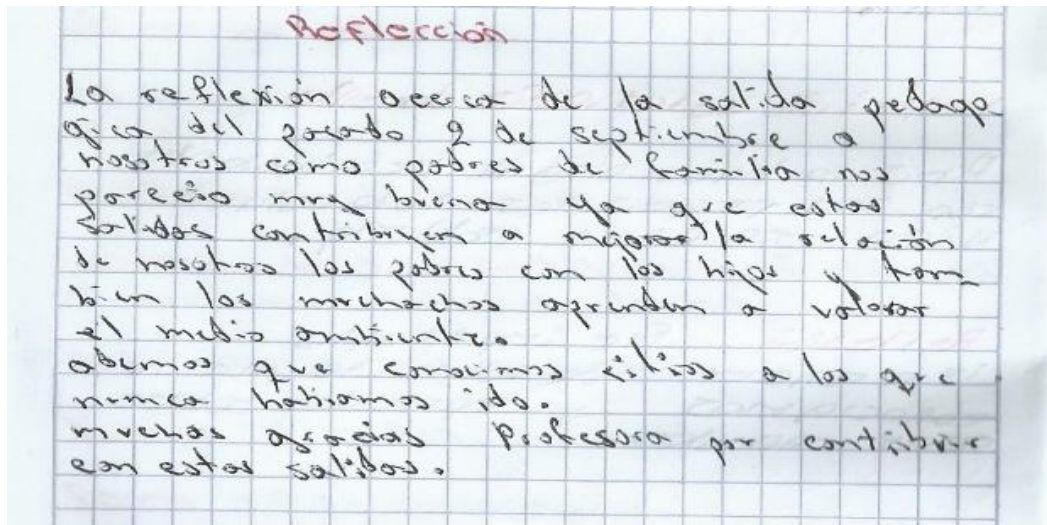 Reflección
La reflexión acerca de la salida pedago-
gica del pasado 2 de septiembre a
nosotros como padres de familia nos
pareció muy buena ya que estas
salidas contribuyen a mejorar la relación
de nosotros los padres con los hijos y tam-
bien los muchachos aprenden a valorar
el medio ambiente.
ademas que conocimos sitios a los que
nunca habiamos ido.
muchas gracias Profesora por contribuir
con estas salidas.